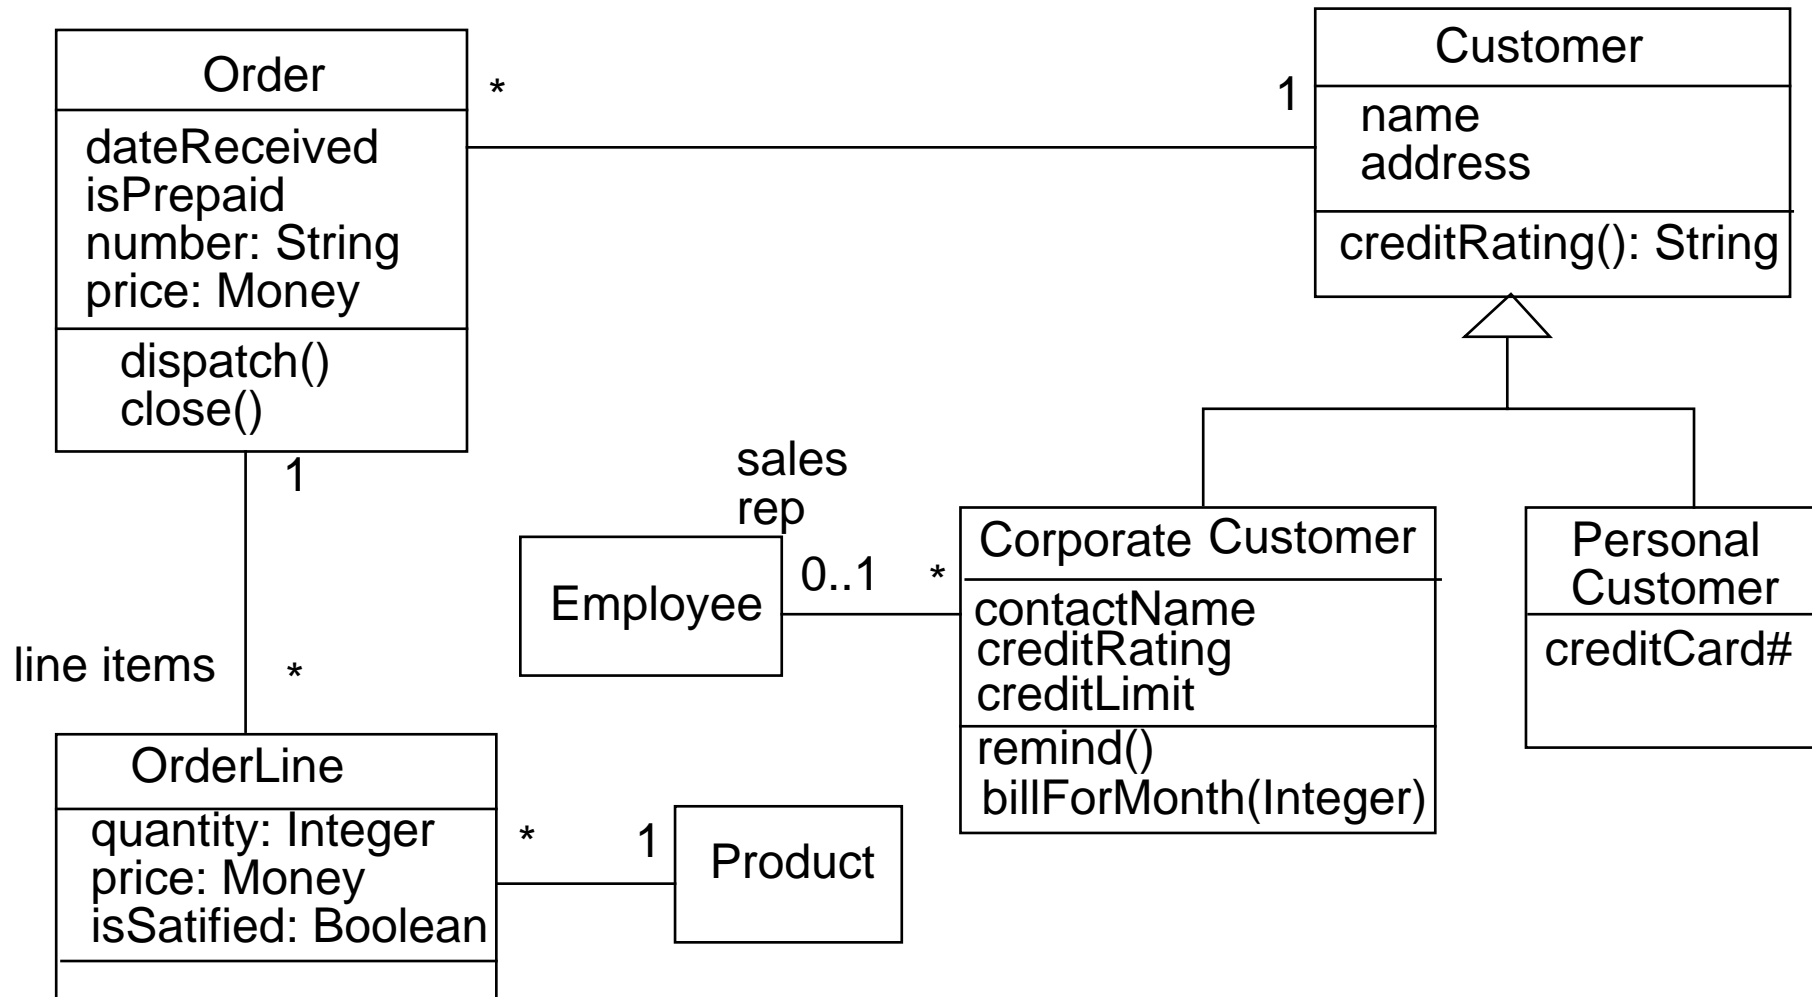 Order
dateReceived
isPrepaid
number: String
price: Money
dispatch()
close()
*
1
Customer
name
address
creditRating(): String
1
line items
*
sales
rep
Employee
0..1
*
Corporate Customer
contactName
creditRating
creditLimit
remind()
billForMonth(Integer)
Personal
Customer
creditCard#
OrderLine
quantity: Integer
price: Money
isSatified: Boolean
*
1
Product